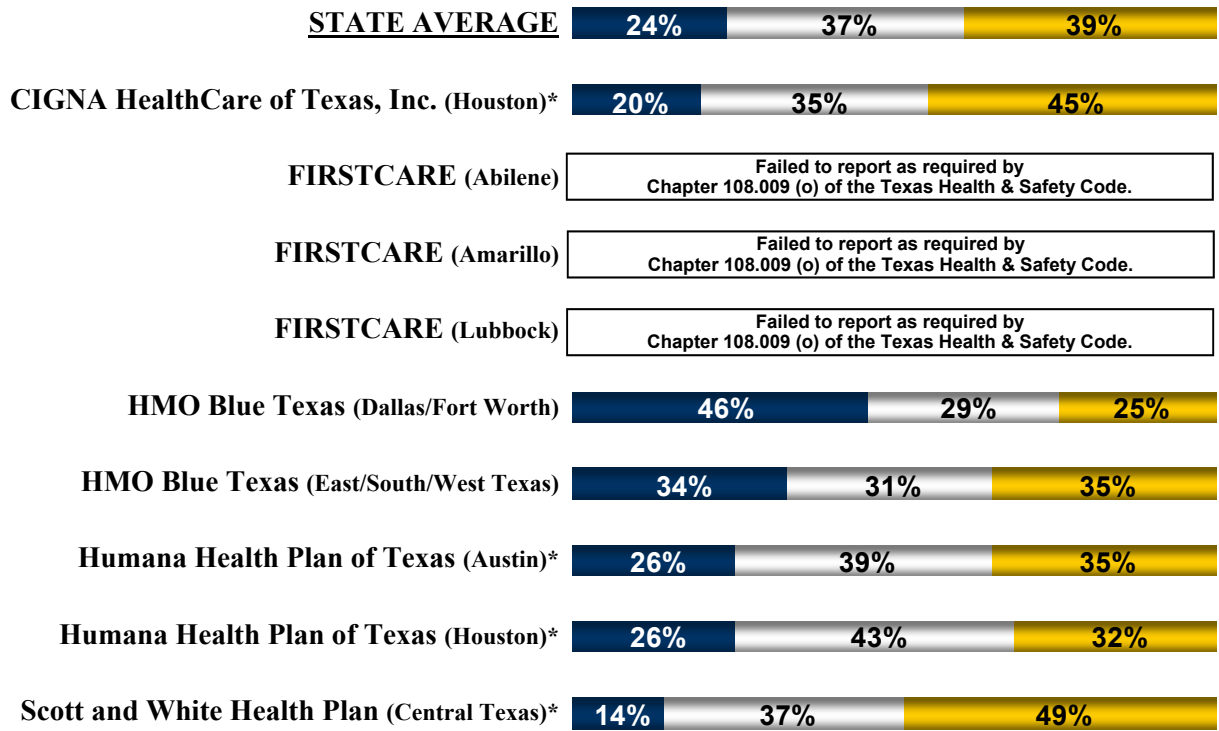 STATE AVERAGE 24% 37% 39%
CIGNA HealthCare of Texas, Inc. (Houston)* 20% 35% 45%
FIRSTCARE (Abilene) Failed to report as required by
Chapter 108.009 (o) of the Texas Health & Safety Code.
FIRSTCARE (Amarillo) Failed to report as required by
Chapter 108.009 (o) of the Texas Health & Safety Code.
FIRSTCARE (Lubbock) Failed to report as required by
Chapter 108.009 (o) of the Texas Health & Safety Code.
HMO Blue Texas (Dallas/Fort Worth) 46% 29% 25%
HMO Blue Texas (East/South/West Texas) 34% 31% 35%
Humana Health Plan of Texas (Austin)* 26% 39% 35%
Humana Health Plan of Texas (Houston)* 26% 43% 32%
Scott and White Health Plan (Central Texas)* 14% 37% 49%